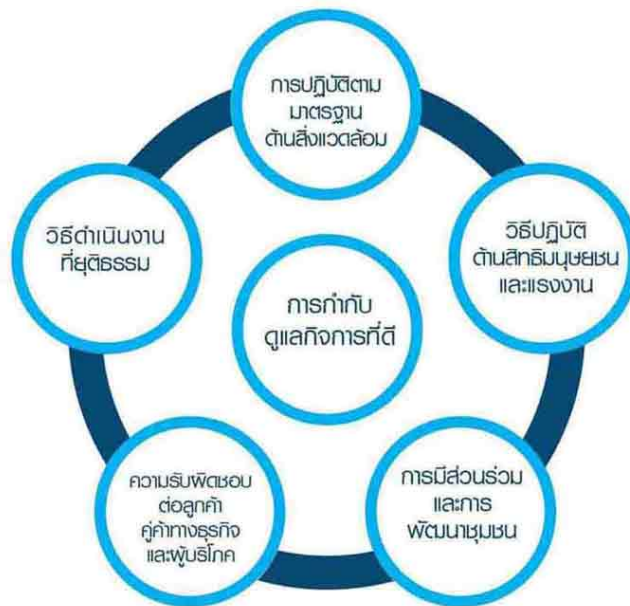 การปฏิบัติตาม
มาตรฐาน
ด้านสิ่งแวดล้อม
วิธีปฏิบัติ
ด้านสิทธิมนุษยชน
และแรงงาน
การมีส่วนร่วม
และการ
พัฒนาชุมชน
ความรับผิดชอบ
ต่อลูกค้า
คู่ค้าทางธุรกิจ
และผู้บริโภค
วิธีดำเนินงาน
ที่ยุติธรรม
การกำกับ
ดูแลกิจการที่ดี